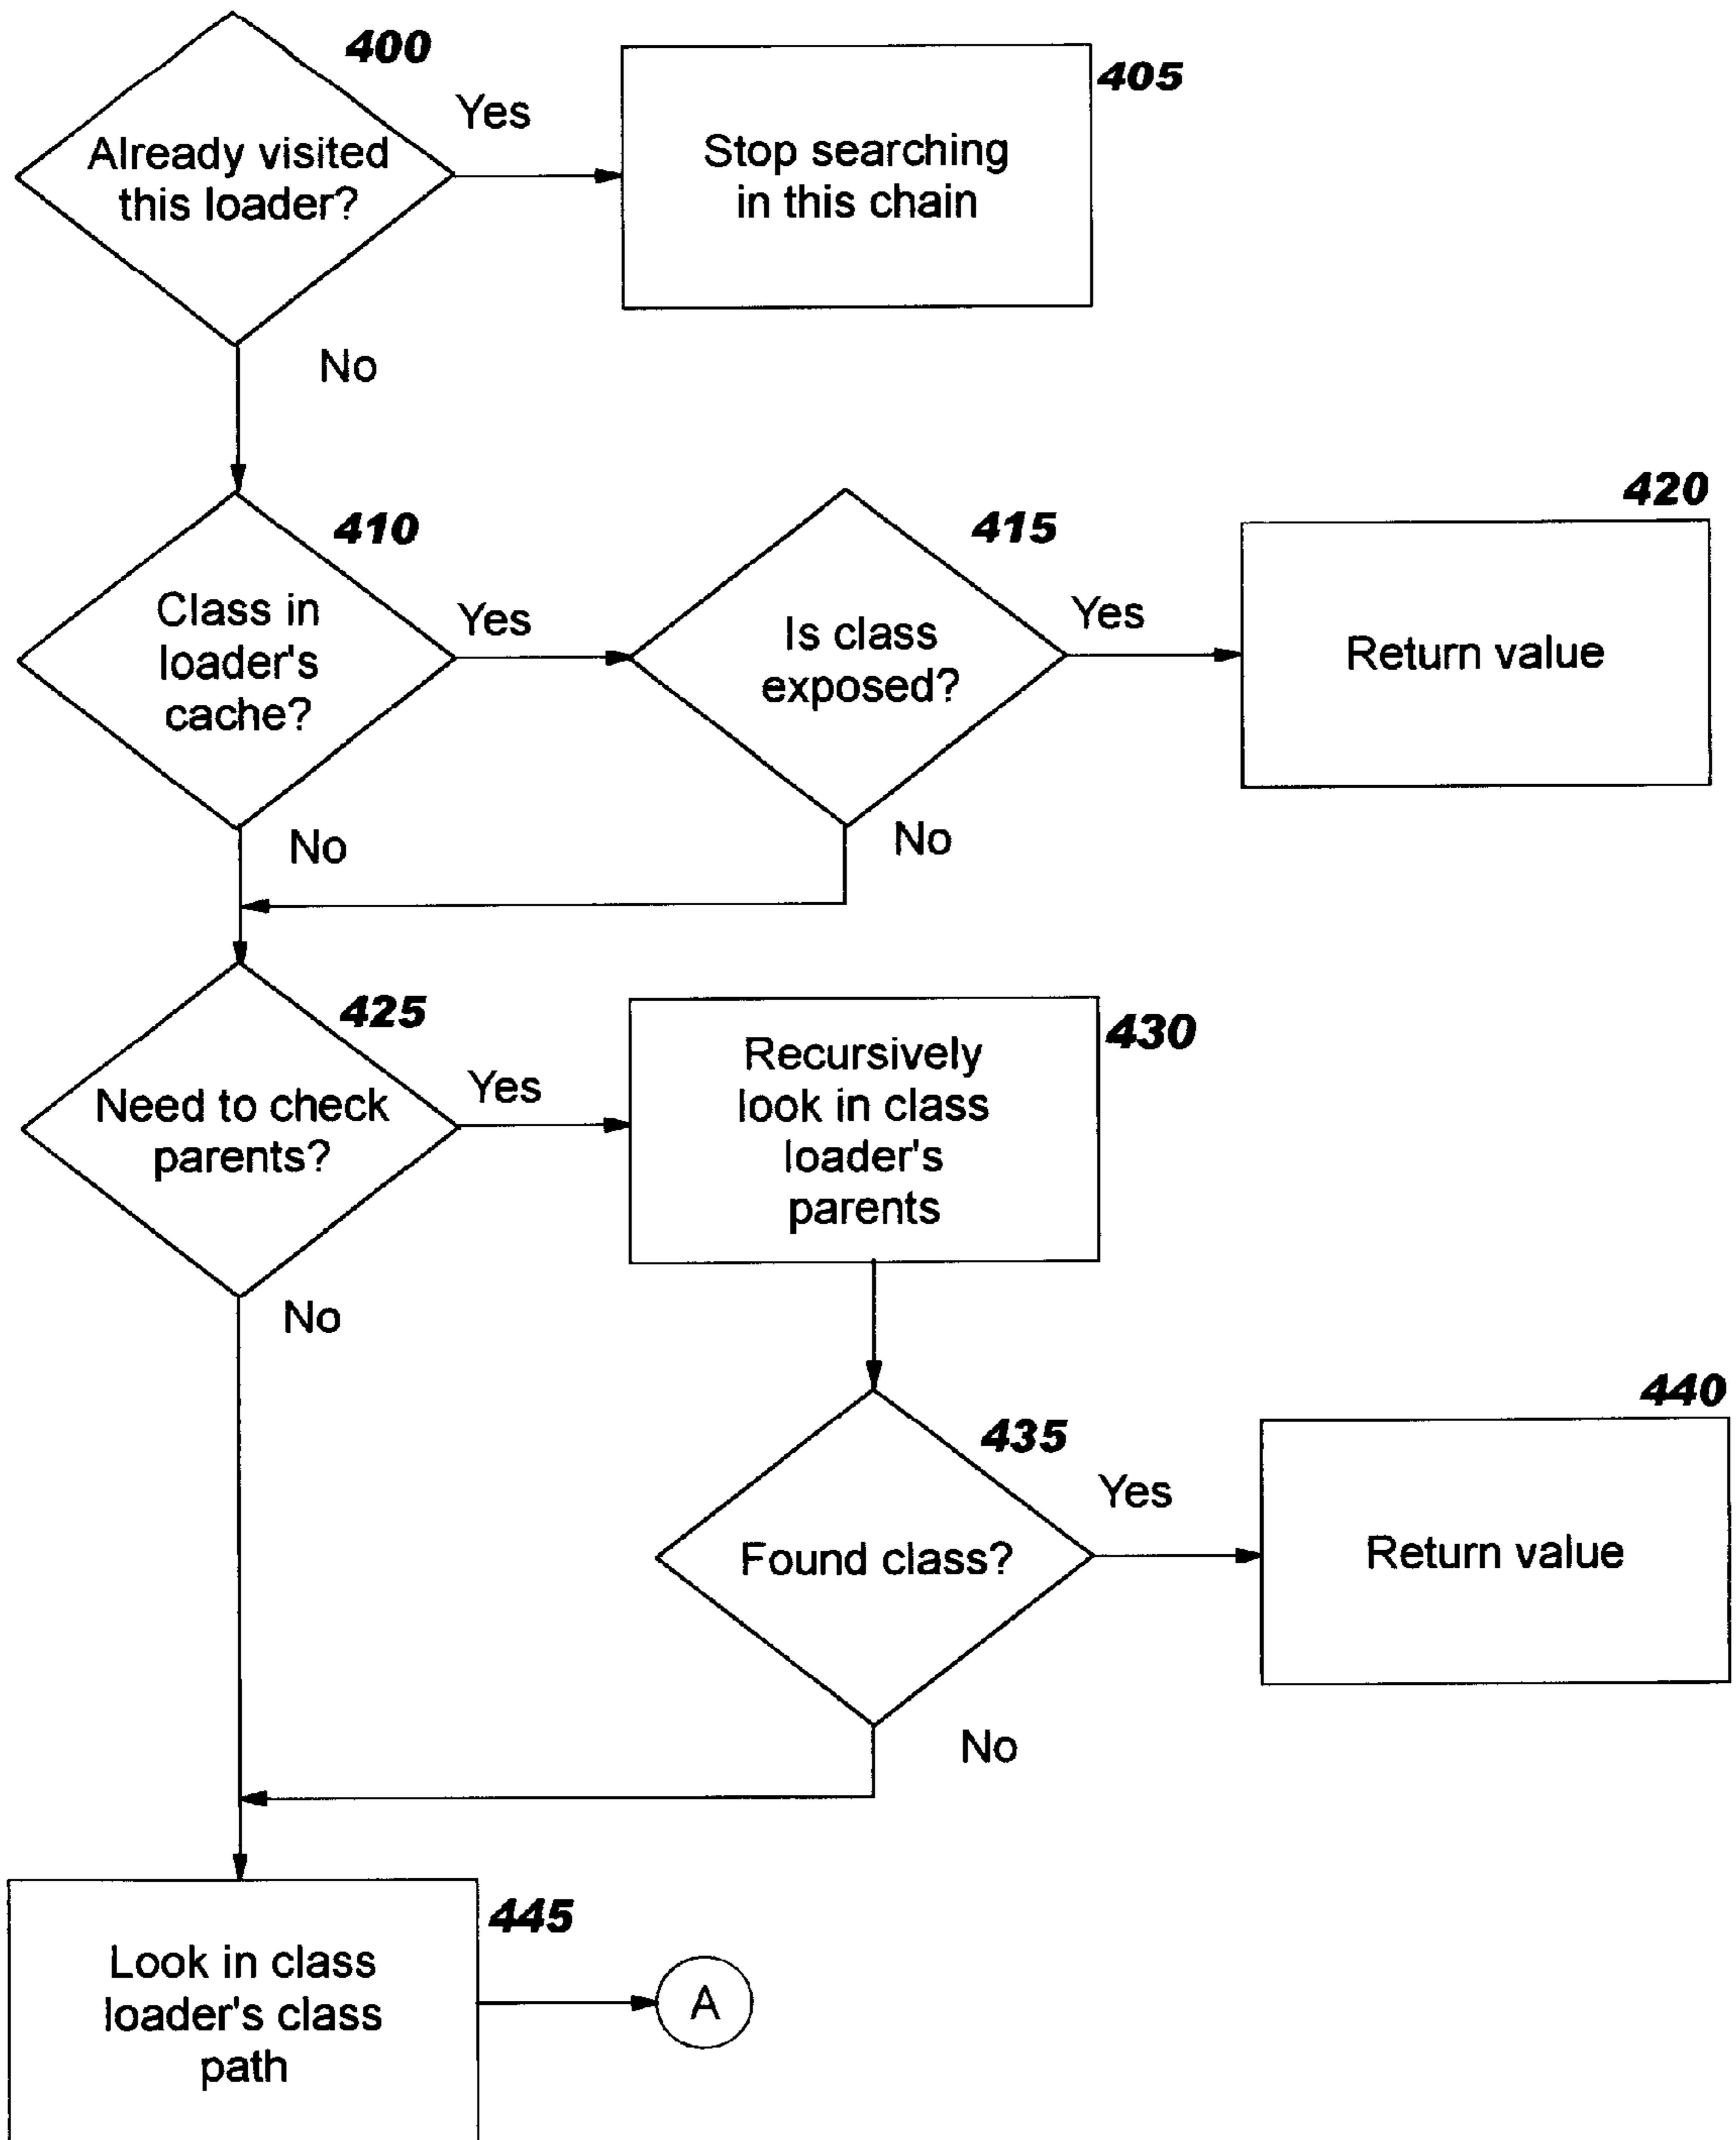 400
Already visited
this loader?
Yes
405
Stop searching
in this chain
No
410
Class in
loader's
cache?
Yes
415
Is class
exposed?
Yes
420
Return value
No
No
425
Need to check
parents?
Yes
430
Recursively
look in class
loader's
parents
No
435
Found class?
Yes
440
Return value
No
445
Look in class
loader's class
path
A